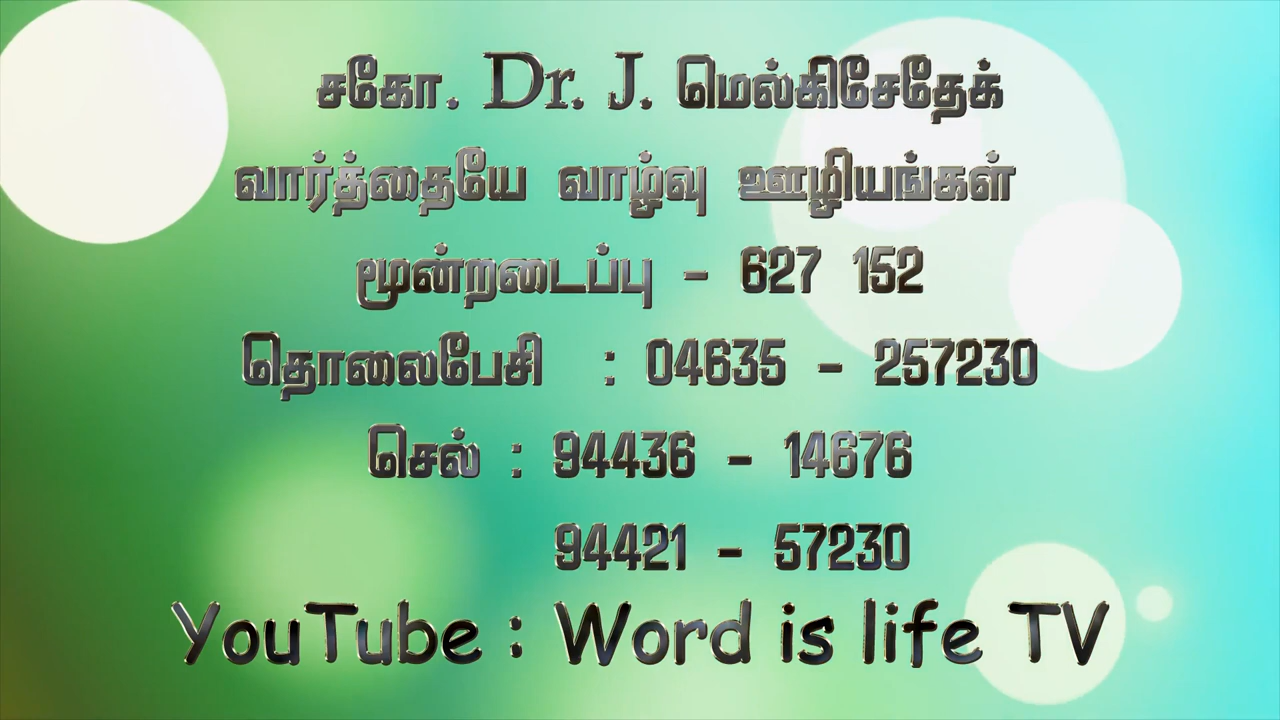 சகோ. Dr. J. மெல்கிசேதேக்
வார்த்தையே வாழ்வு ஊழியங்கள்
மூன்றடைப்பு - 627 152
தொலைபேசி : 04635 - 257230
செல் : 94436 - 14676
94421 - 57230
YouTube : Word is life TV